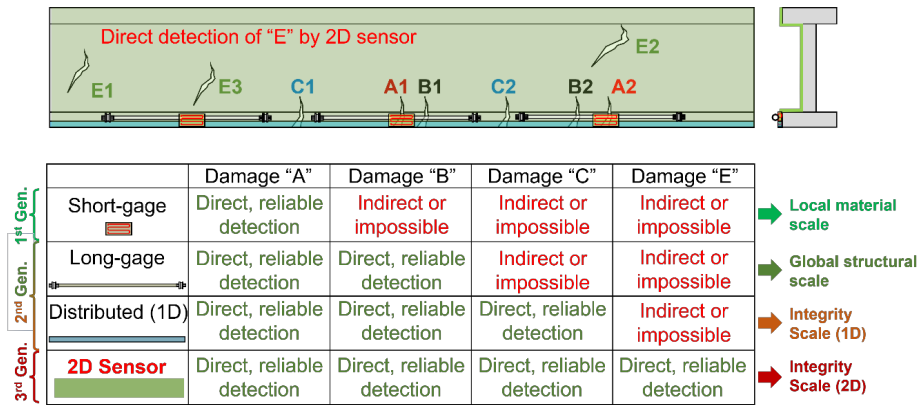 Direct detection of “E” by 2D sensor
E1
E3
C1
A1
B1
C2
B2
A2
E2
Damage “A”
Damage “B”
Damage “C”
Damage “E”
1st Gen.
Short-gage
Direct, reliable
detection
Indirect or
impossible
Indirect or
impossible
Indirect or
impossible
Local material
scale
2nd Gen.
Long-gage
Direct, reliable
detection
Direct, reliable
detection
Indirect or
impossible
Indirect or
impossible
Global structural
scale
Distributed (1D)
Direct, reliable
detection
Direct, reliable
detection
Direct, reliable
detection
Indirect or
impossible
Integrity
Scale (1D)
3rd Gen.
2D Sensor
Direct, reliable
detection
Direct, reliable
detection
Direct, reliable
detection
Direct, reliable
detection
Integrity
Scale (2D)